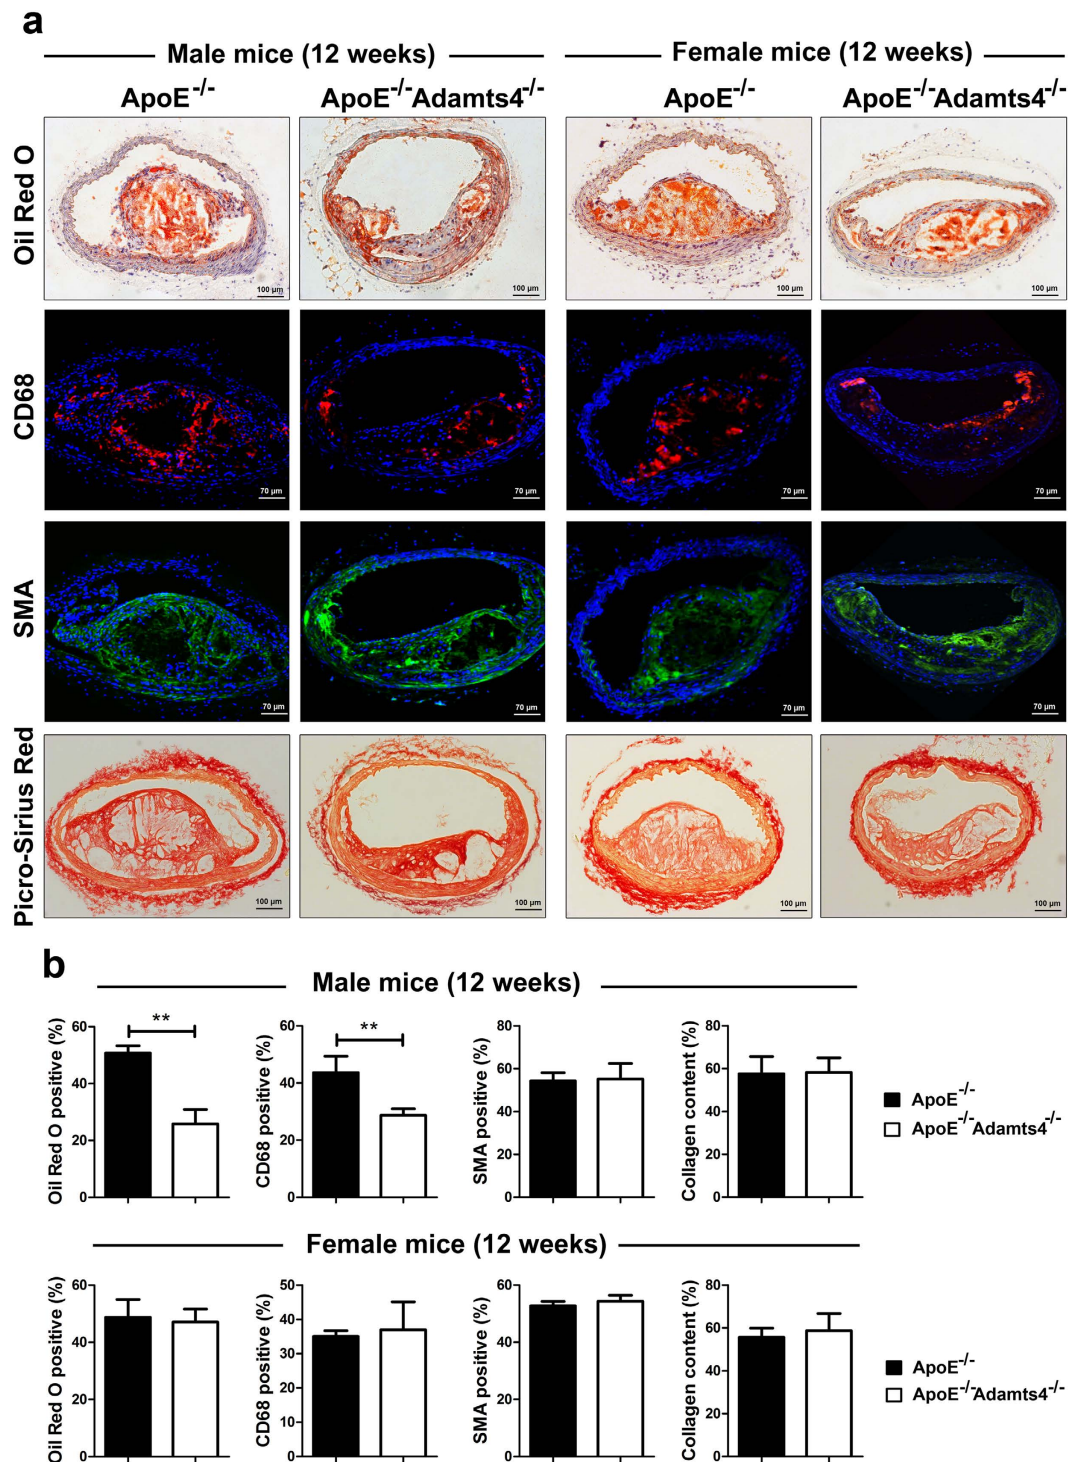 a
Male mice (12 weeks)
Female mice (12 weeks)
ApoE-/-
ApoE-/-Adamts4-/-
ApoE-/-
ApoE-/-Adamts4-/-
Oil Red O
100 µm
100 µm
100 µm
100 µm
CD68
70 µm
70 µm
70 µm
70 µm
SMA
70 µm
70 µm
70 µm
70 µm
Picro-Sirius Red
100 µm
100 µm
100 µm
100 µm
b
Male mice (12 weeks)
Oil Red O positive (%)
60
40
20
0
**
CD68 positive (%)
60
40
20
0
**
SMA positive (%)
80
60
40
20
0
Collagen content (%)
80
60
40
20
0
ApoE-/-
ApoE-/-Adamts4-/-
Female mice (12 weeks)
Oil Red O positive (%)
60
40
20
0
CD68 positive (%)
50
40
30
20
10
0
SMA positive (%)
60
40
20
0
Collagen content (%)
80
60
40
20
0
ApoE-/-
ApoE-/-Adamts4-/-